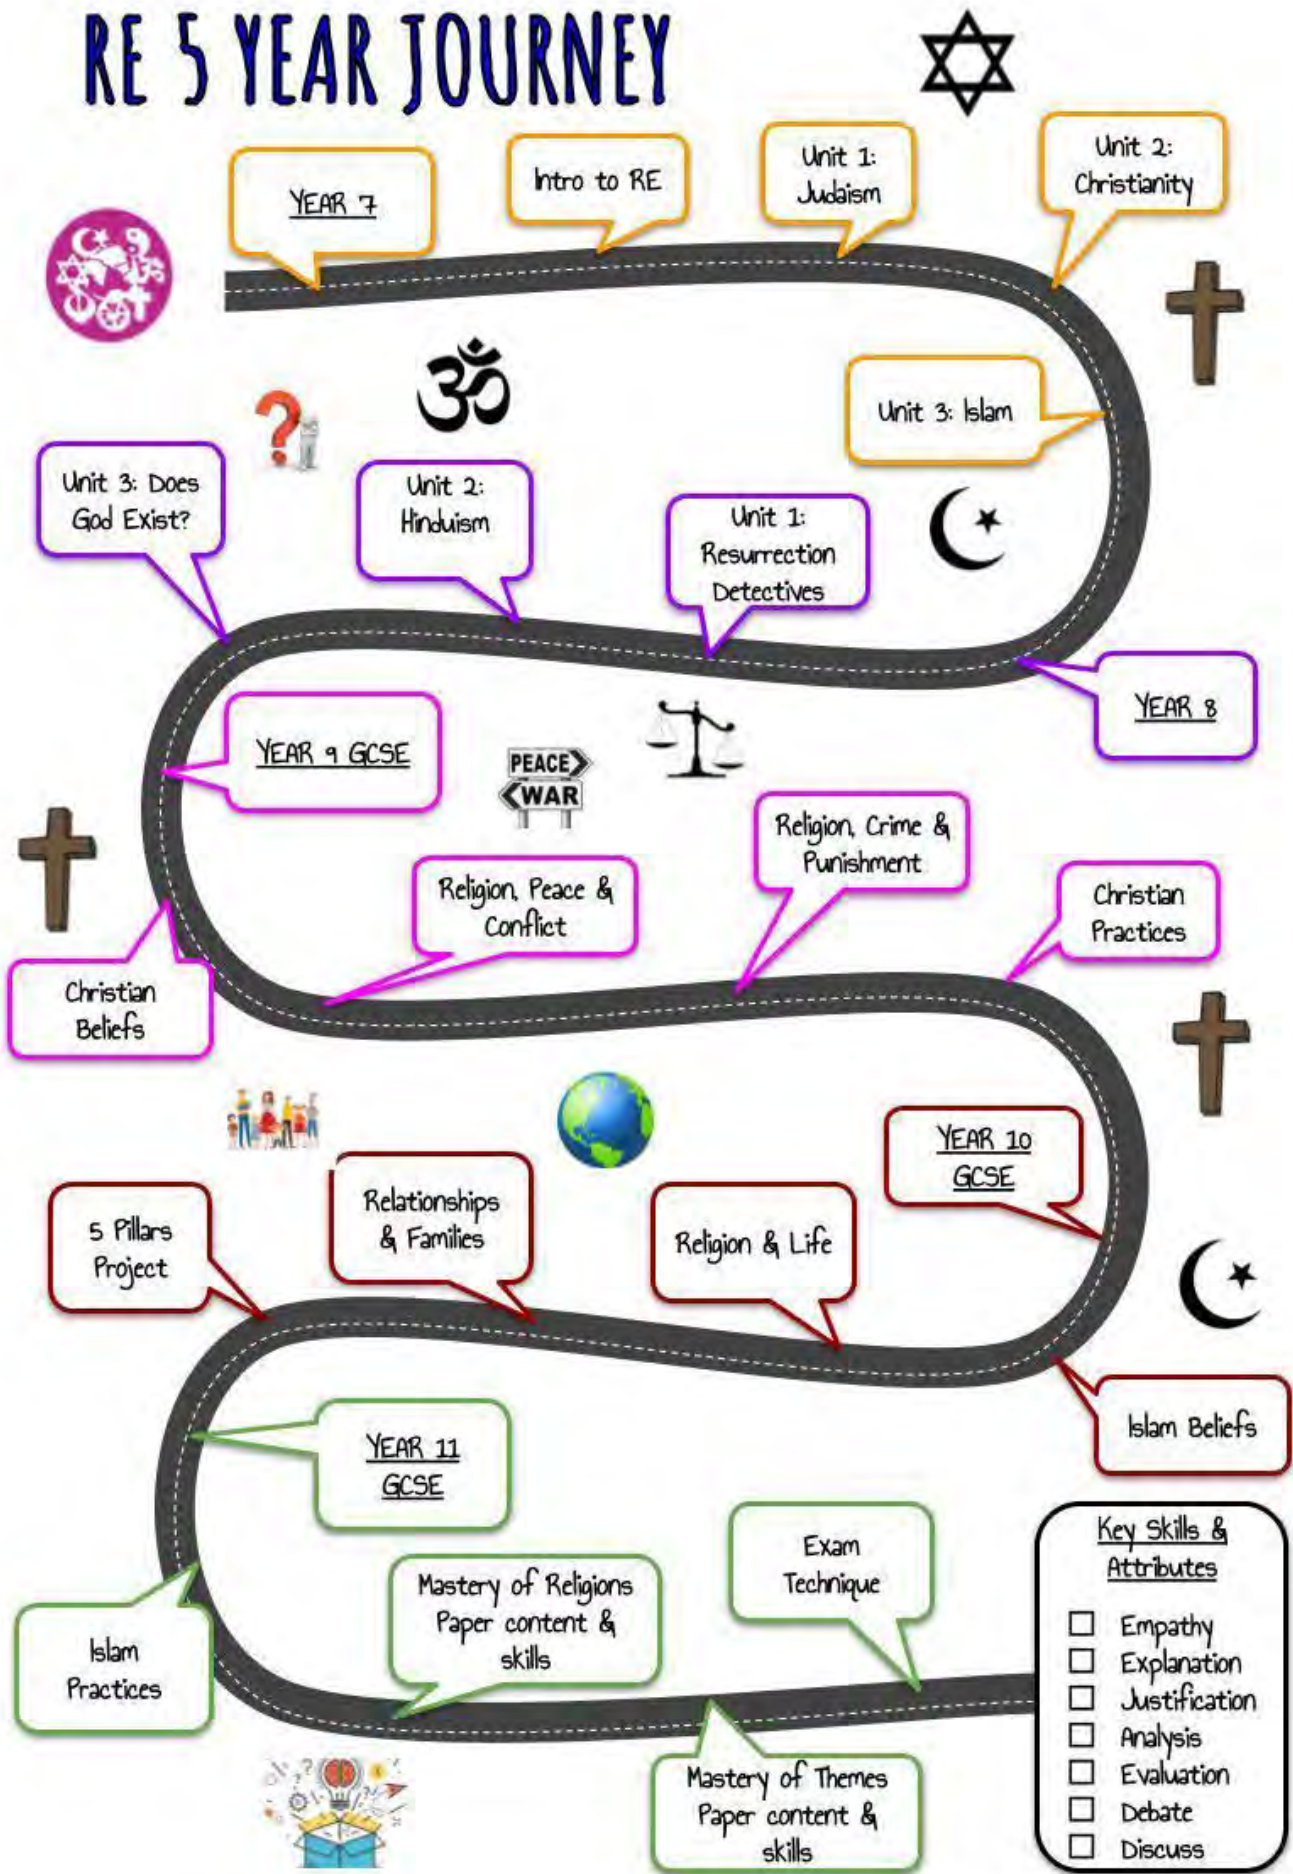 RE 5 YEAR JOURNEY
YEAR 7
Intro to RE
Unit 1:
Judaism
Unit 2:
Christianity
Unit 3: Islam
YEAR 8
Unit 1:
Resurrection
Detectives
Unit 2:
Hinduism
Unit 3: Does
God Exist?
YEAR 9 GCSE
PEACE
WAR
Christian
Beliefs
Religion, Peace &
Conflict
Religion, Crime &
Punishment
Christian
Practices
YEAR 10
GCSE
Islam Beliefs
Religion & Life
Relationships
& Families
5 Pillars
Project
YEAR 11
GCSE
Islam
Practices
Mastery of Religions
Paper content &
skills
Mastery of Themes
Paper content &
skills
Exam
Technique
Key Skills &
Attributes
Empathy
Explanation
Justification
Analysis
Evaluation
Debate
Discuss